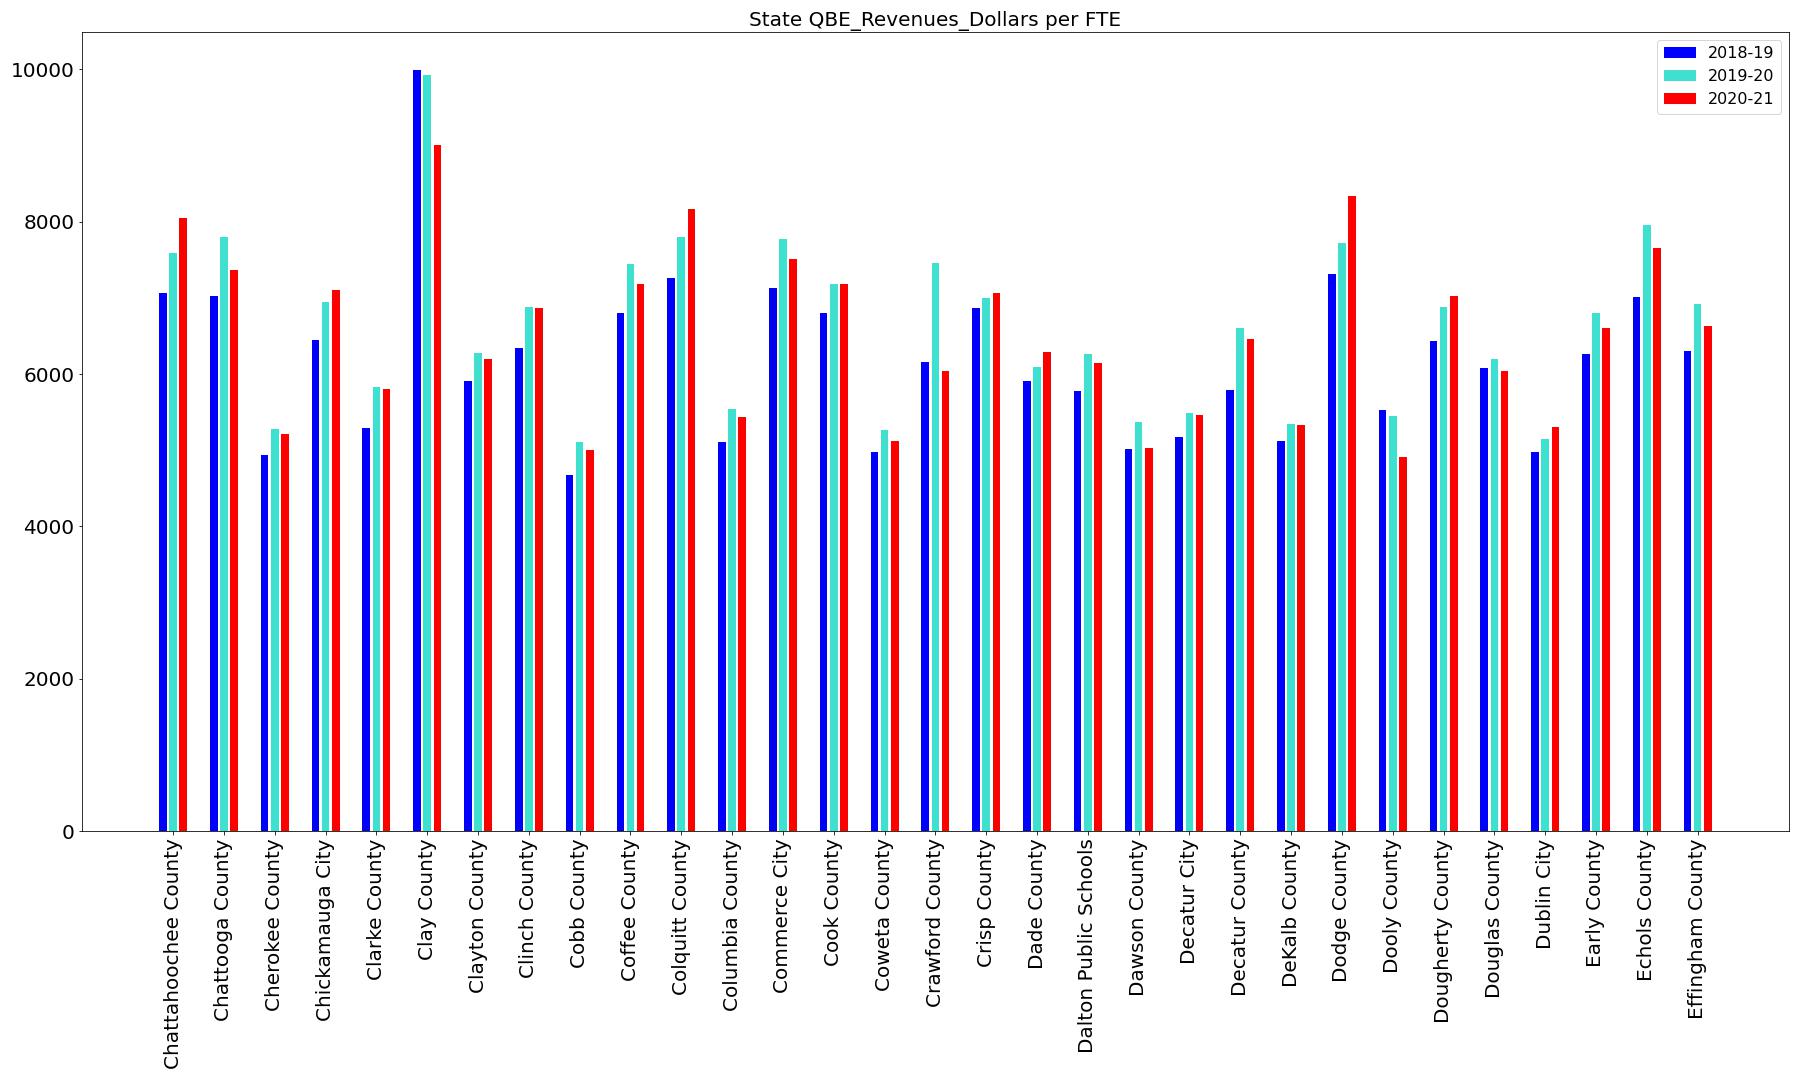 State QBE_Revenues_Dollars per FTE
2018-19
2019-20
2020-21
10000
8000
6000
4000
2000
0
Chattahoochee County
Chattooga County
Cherokee County
Chickamauga City
Clarke County
Clay County
Clayton County
Clinch County
Cobb County
Coffee County
Colquitt County
Columbia County
Commerce City
Cook County
Coweta County
Crawford County
Crisp County
Dade County
Dalton Public Schools
Dawson County
Decatur City
Decatur County
DeKalb County
Dodge County
Dooly County
Dougherty County
Douglas County
Dublin City
Early County
Echols County
Effingham County